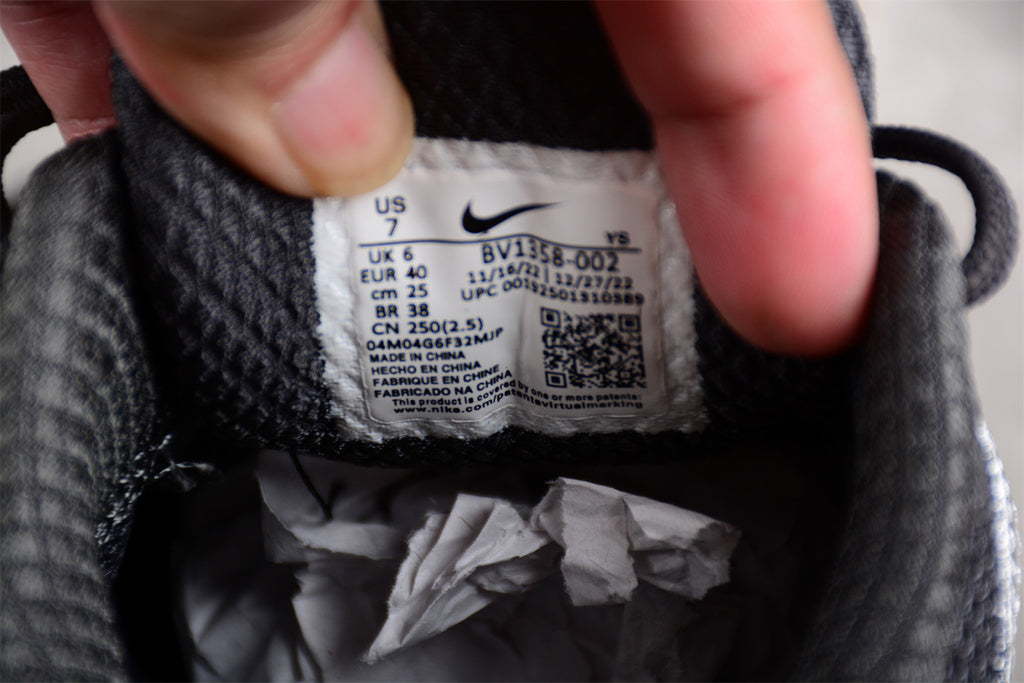 US
7
YS
UK 6
BV1358-002
EUR 40
11/16/22 | 12/27/22
cm 25
UPC 00192501310389
BR 38
CN 250(2.5)
04M04G6F32MJP
MADE IN CHINA
HECHO EN CHINA
FABRIQUE EN CHINE
FABRICADO NA CHINA
This product is covered by one or more patents:
www.nike.com/patentsvirtualmarking